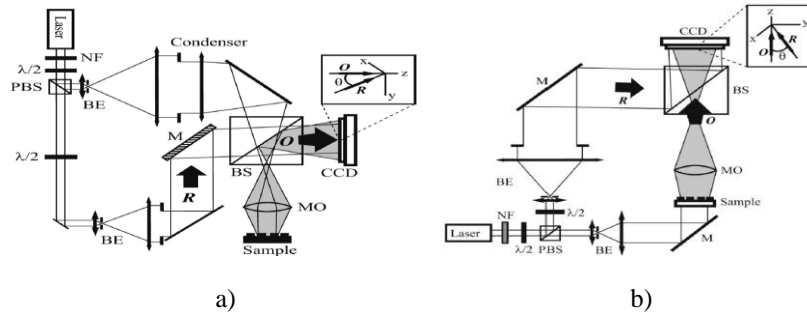 Laser
NF
λ/2
PBS
BE
Condenser
x
O
z
θ
R
y
λ/2
M
BS
O
CCD
R
MO
BE
Sample
a)
CCD
z
y
x
O
R
θ
M
R
BS
O
BE
MO
Sample
λ/2
Laser
NF
λ/2
PBS
BE
M
b)